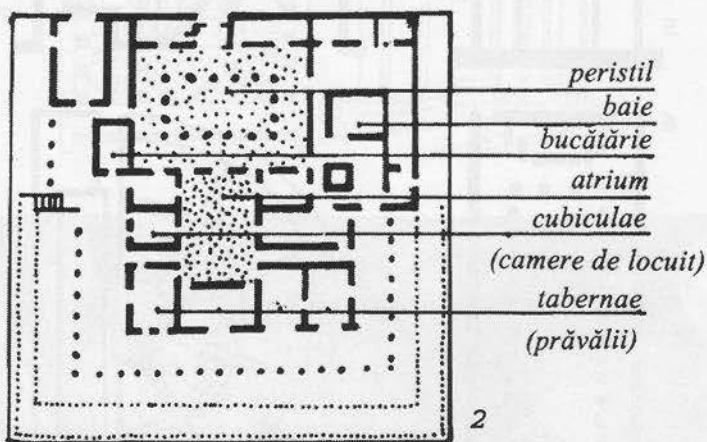 peristil
baie
bucătărie
atrium
cubiculae
(camere de locuit)
tabernae
(prăvălii)
2